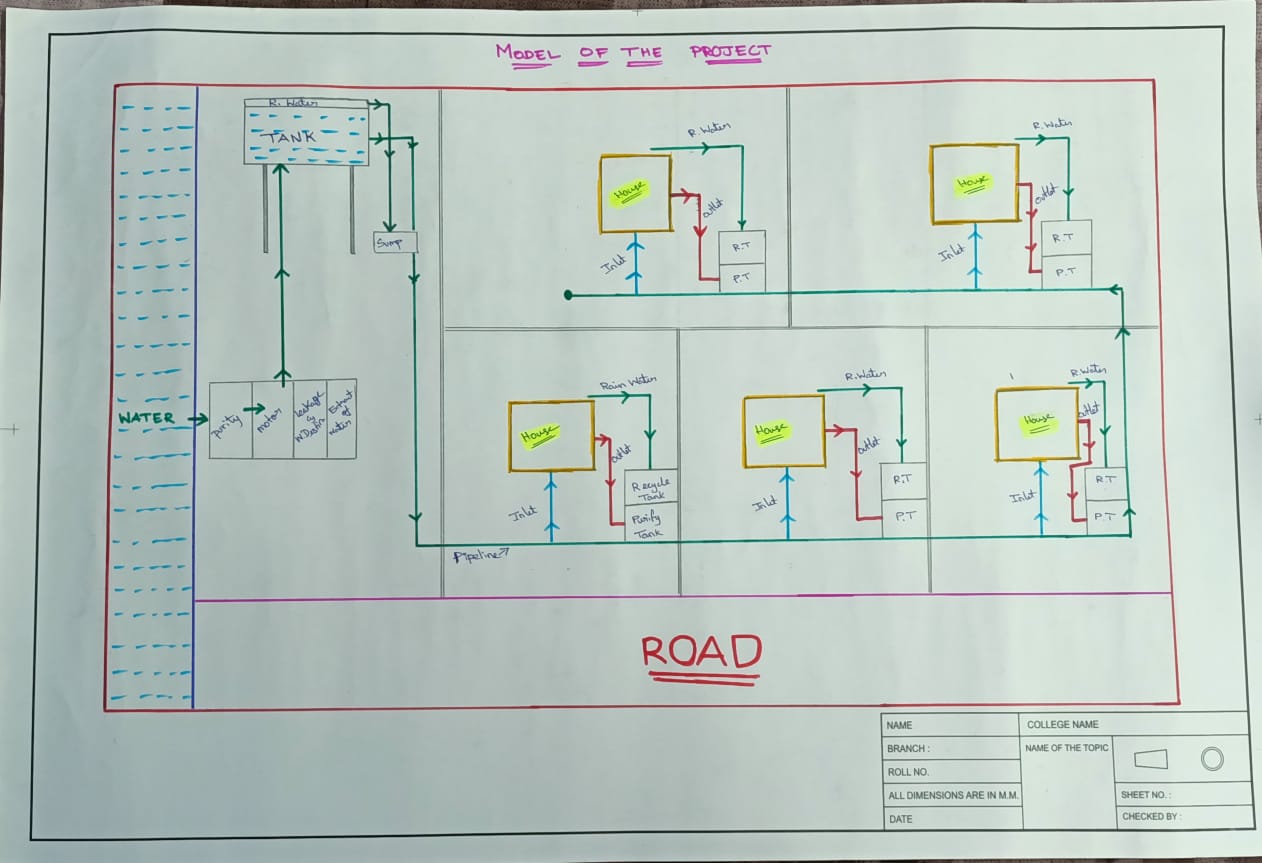 MODEL OF THE PROJECT
R. Water
TANK
Sump
WATER
purity
motor
Leakage
&
Extract
of
water
R.Water
House
outlet
Inlet
R.T
P.T
R.Water
House
outlet
Inlet
R.T
P.T
Rain Water
House
outlet
Inlet
Recycle
Tank
Purify
Tank
Pipeline
R.Water
House
outlet
Inlet
R.T
P.T
R.Water
House
outlet
Inlet
R.T
P.T
ROAD
NAME
COLLEGE NAME
BRANCH :
NAME OF THE TOPIC
ROLL NO.
ALL DIMENSIONS ARE IN M.M.
SHEET NO. :
DATE
CHECKED BY :